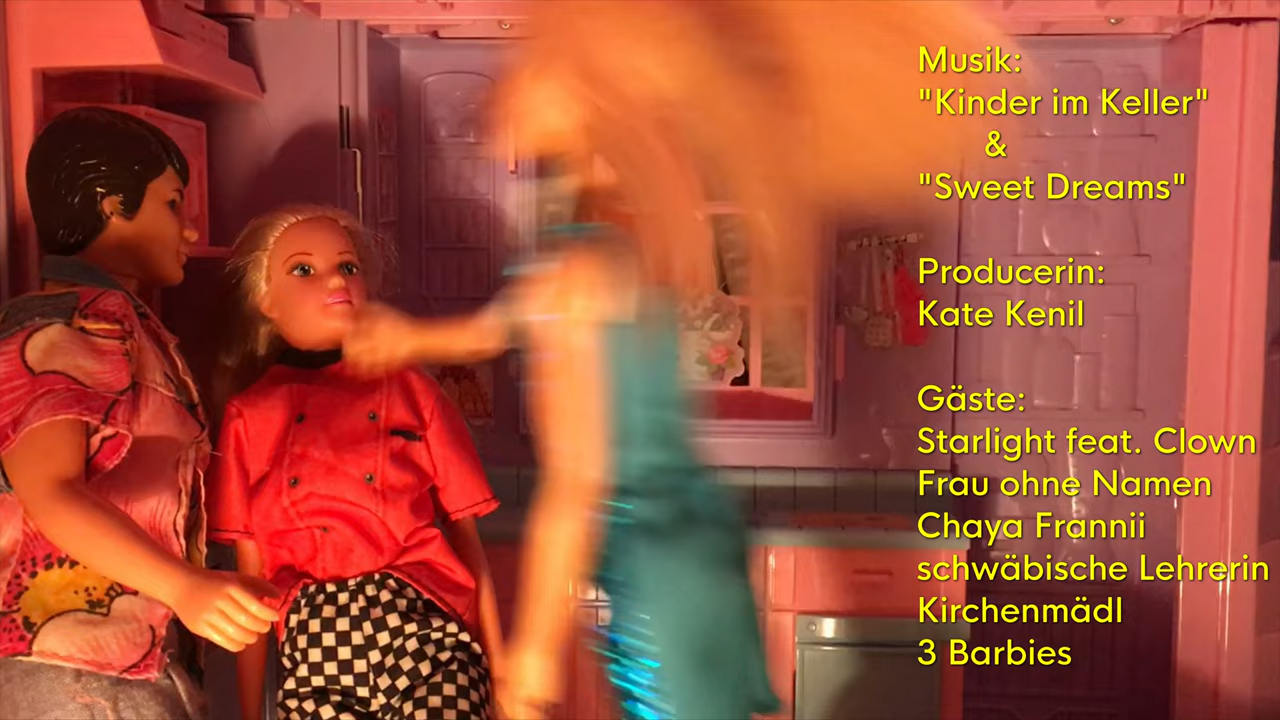 Musik:
"Kinder im Keller"
&
"Sweet Dreams"
Producerin:
Kate Kenil
Gäste:
Starlight feat. Clown
Frau ohne Namen
Chaya Frannii
schwäbische Lehrerin
Kirchenmädl
3 Barbies